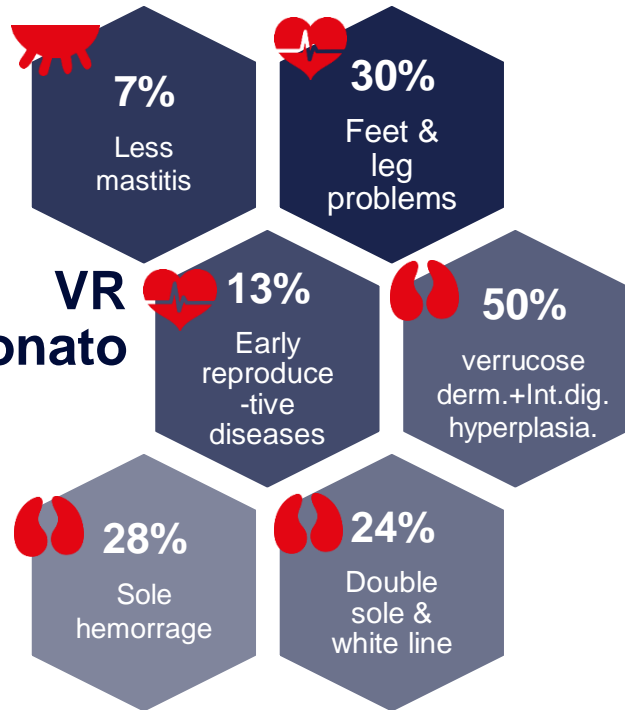 7%
Less
mastitis
30%
Feet &
leg
problems
VR
onato
13%
Early
reproduce
-tive
diseases
50%
verrucose
derm.+Int.dig.
hyperplasia.
28%
Sole
hemorrage
24%
Double
sole &
white line